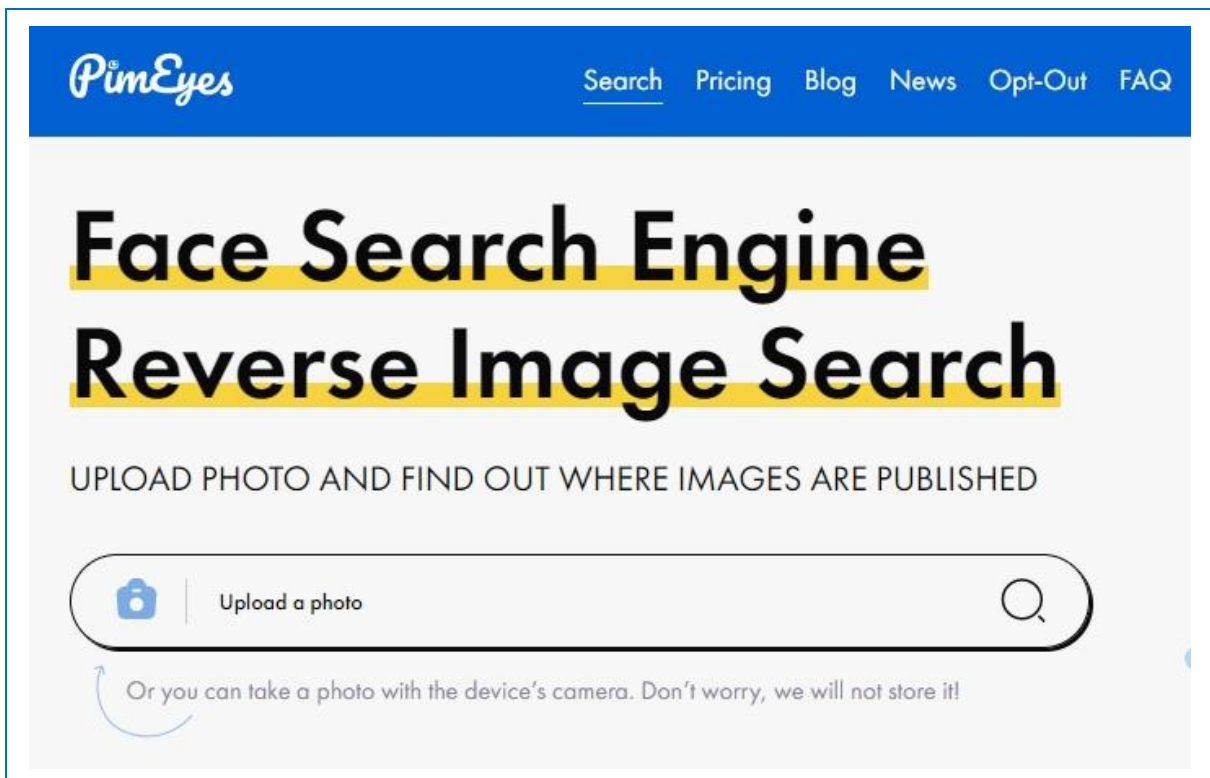 PimEyes
Search Pricing Blog News Opt-Out FAQ
Face Search Engine
Reverse Image Search
UPLOAD PHOTO AND FIND OUT WHERE IMAGES ARE PUBLISHED
Upload a photo
Or you can take a photo with the device's camera. Don't worry, we will not store it!